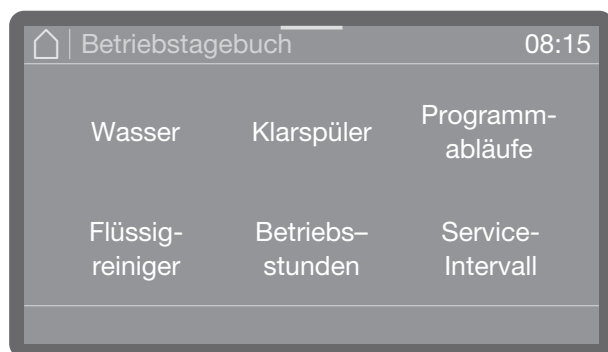 Betriebstagebuch 08:15
Wasser Klarspüler Programm-
abläufe
Flüssig-
reiniger
Betriebs–
stunden
Service-
Intervall